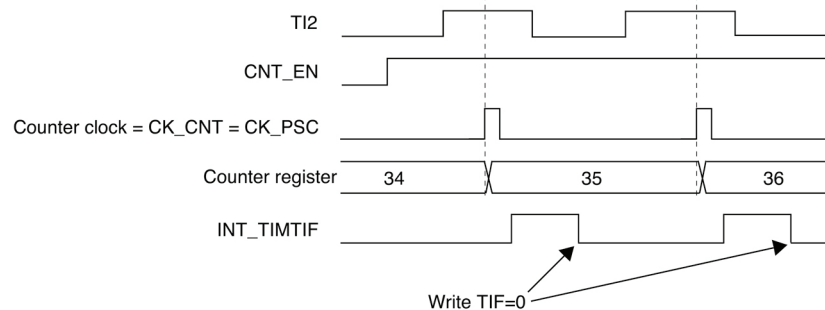 TI2
CNT_EN
Counter clock = CK_CNT = CK_PSC
Counter register 34 35 36
INT_TIMTIF
Write TIF=0